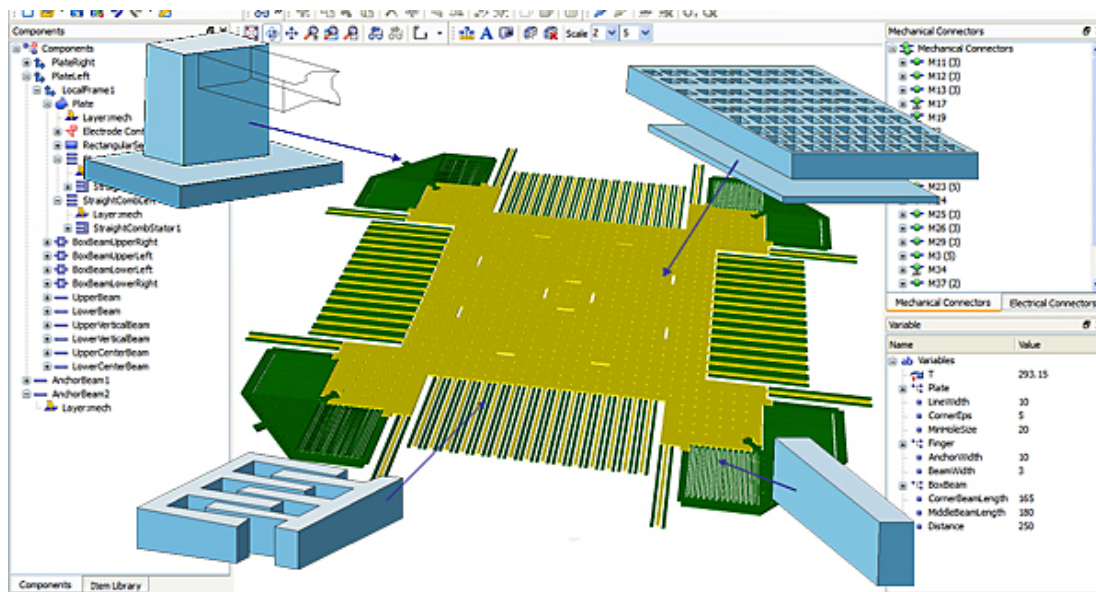 Components
Mechanical Connectors
Scale 2 5
Components
PlateRight
PlateLeft
LocalFrame1
Plate
Layer:mech
Electrode
StraightCombStator1
Layer:mech
BoxBeamUpperRight
BoxBeamUpperLeft
BoxBeamLowerLeft
BoxBeamLowerRight
UpperBeam
LowerBeam
UpperVerticalBeam
LowerVerticalBeam
UpperCenterBeam
LowerCenterBeam
AnchorBeam1
AnchorBeam2
Layer:mech
Components Item Library
Mechanical Connectors
M11 (3)
M12 (3)
M13 (3)
M17
M19
M23 (5)
M25 (3)
M26 (3)
M29 (3)
M3 (5)
M34
M37 (2)
Mechanical Connectors Electrical Connectors
Variable
Name Value
Variables
T 293.15
Plate
LineWidth 10
CornerEps 5
MinHoleSize 20
Finger
AnchorWidth 10
BeamWidth 3
BoxBeam
CornerBeamLength 165
MiddleBeamLength 180
Distance 250